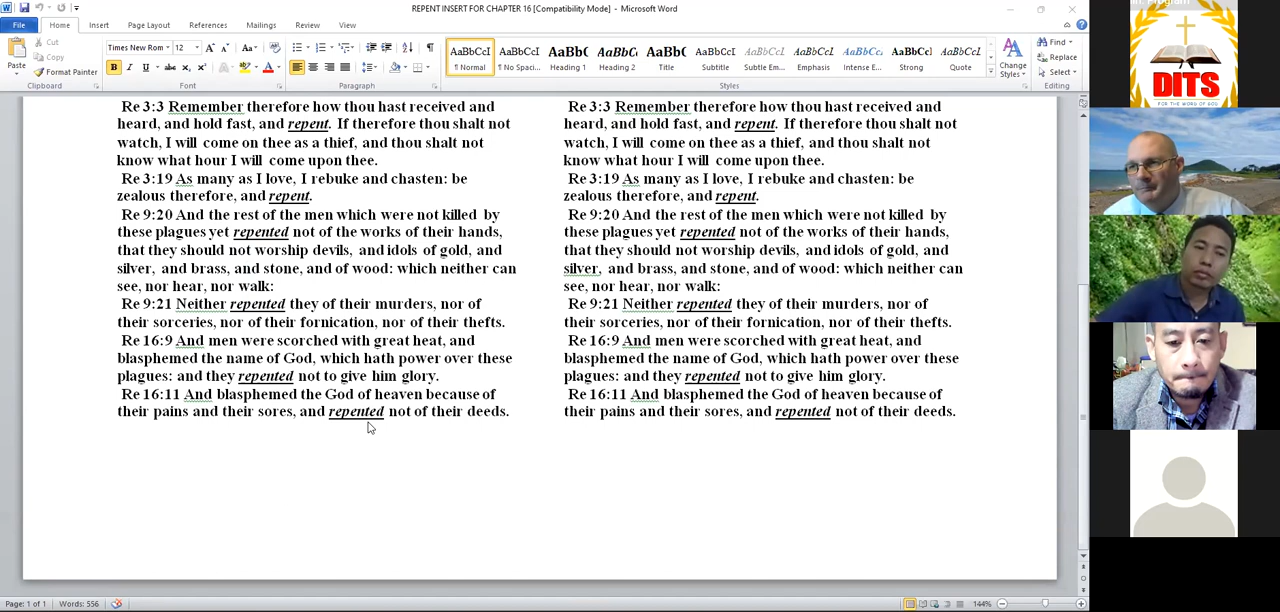 REPENT INSERT FOR CHAPTER 16 [Compatibility Mode] - Microsoft Word
File Home Insert Page Layout References Mailings Review View
Cut
Copy
Format Painter
Paste
Clipboard
Times New Rom 12
Font
Paragraph
AaBbCcI AaBbCcI AaBbC AaBbCc AaBbC AaBbCcI AaBbCcI AaBbCcI AaBbCcI AaBbCcI AaBbCcI
¶ Normal ¶ No Spaci... Heading 1 Heading 2 Title Subtitle Subtle Em... Emphasis Intense E... Strong Quote
Change
Styles
Styles
Find
Replace
Select
Editing
Re 3:3 Remember therefore how thou hast received and
heard, and hold fast, and repent. If therefore thou shalt not
watch, I will come on thee as a thief, and thou shalt not
know what hour I will come upon thee.
Re 3:19 As many as I love, I rebuke and chasten: be
zealous therefore, and repent.
Re 9:20 And the rest of the men which were not killed by
these plagues yet repented not of the works of their hands,
that they should not worship devils, and idols of gold, and
silver, and brass, and stone, and of wood: which neither can
see, nor hear, nor walk:
Re 9:21 Neither repented they of their murders, nor of
their sorceries, nor of their fornication, nor of their thefts.
Re 16:9 And men were scorched with great heat, and
blasphemed the name of God, which hath power over these
plagues: and they repented not to give him glory.
Re 16:11 And blasphemed the God of heaven because of
their pains and their sores, and repented not of their deeds.
Re 3:3 Remember therefore how thou hast received and
heard, and hold fast, and repent. If therefore thou shalt not
watch, I will come on thee as a thief, and thou shalt not
know what hour I will come upon thee.
Re 3:19 As many as I love, I rebuke and chasten: be
zealous therefore, and repent.
Re 9:20 And the rest of the men which were not killed by
these plagues yet repented not of the works of their hands,
that they should not worship devils, and idols of gold, and
silver, and brass, and stone, and of wood: which neither can
see, nor hear, nor walk:
Re 9:21 Neither repented they of their murders, nor of
their sorceries, nor of their fornication, nor of their thefts.
Re 16:9 And men were scorched with great heat, and
blasphemed the name of God, which hath power over these
plagues: and they repented not to give him glory.
Re 16:11 And blasphemed the God of heaven because of
their pains and their sores, and repented not of their deeds.
Page: 1 of 1 Words: 556
144%
Program
DITS
FOR THE WORD OF GOD